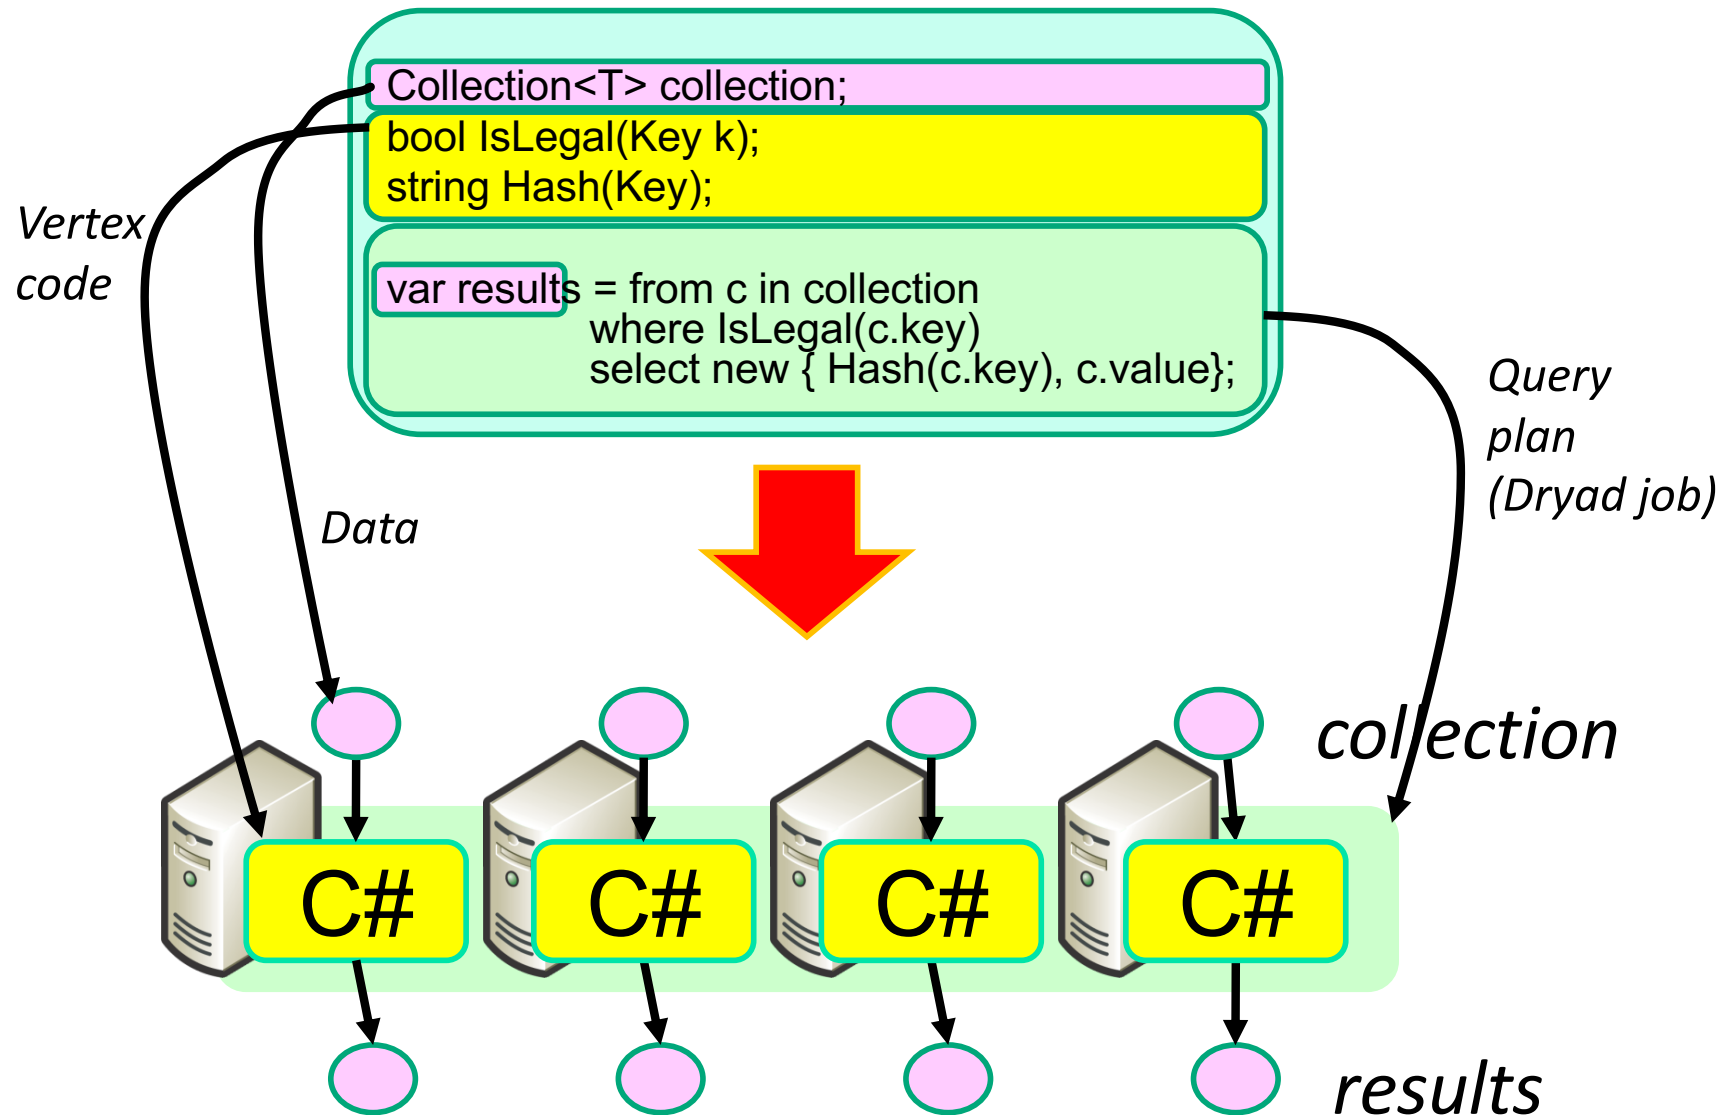 Collection<T> collection;
bool IsLegal(Key k);
string Hash(Key);
var results = from c in collection
where IsLegal(c.key)
select new { Hash(c.key), c.value};
Vertex
code
Data
Query
plan
(Dryad job)
collection
C# C# C# C#
results